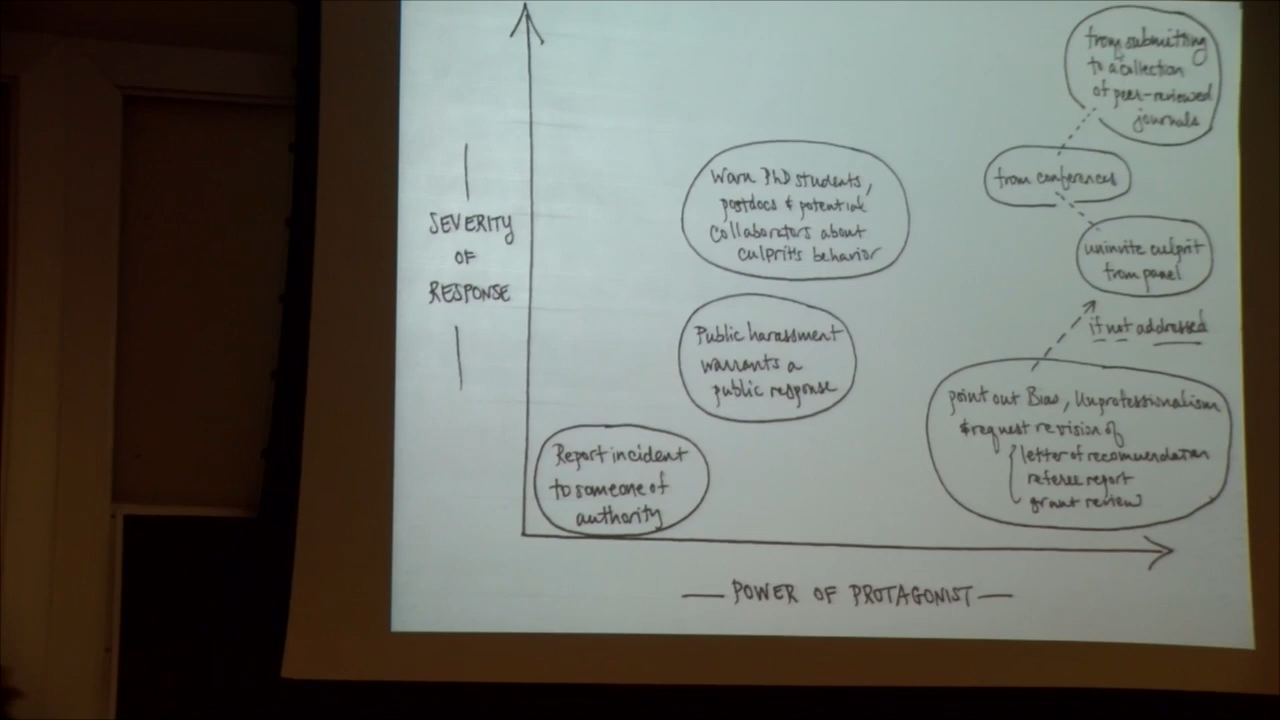 from submitting
to a collection
of peer-reviewed
journals
from conferences
uninvite culprit
from panel
if not addressed
Warn PhD students,
postdocs & potential
collaborators about
culprit's behavior
SEVERITY
OF
RESPONSE
Public harassment
warrants a
public response
point out Bias, Unprofessionalism
& request revision of
letter of recommendation
referee report
grant review
Report incident
to someone of
authority
POWER OF PROTAGONIST